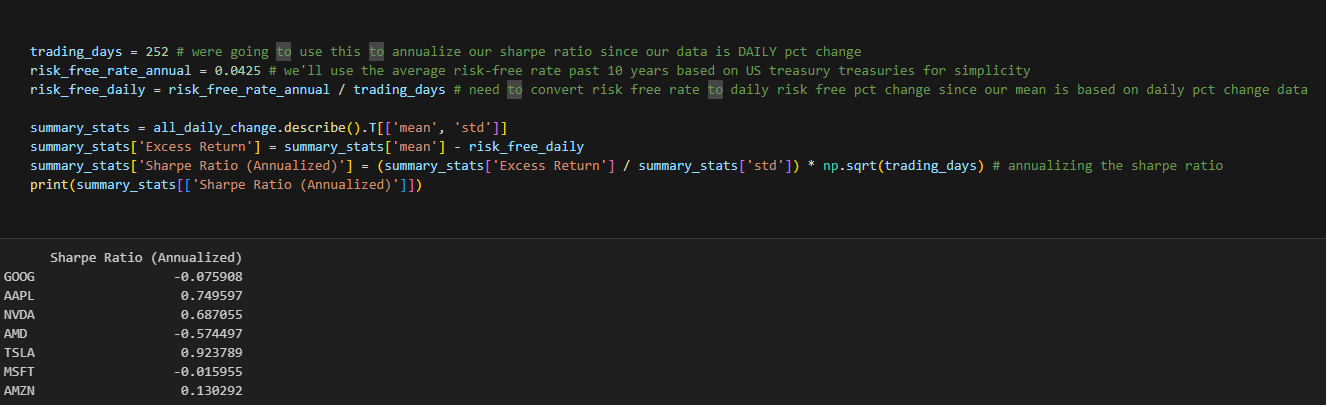 trading_days = 252 # were going to use this to annualize our sharpe ratio since our data is DAILY pct change
risk_free_rate_annual = 0.0425 # we'll use the average risk-free rate past 10 years based on US treasury treasuries for simplicity
risk_free_daily = risk_free_rate_annual / trading_days # need to convert risk free rate to daily risk free pct change since our mean is based on daily pct change data
summary_stats = all_daily_change.describe().T[['mean', 'std']]
summary_stats['Excess Return'] = summary_stats['mean'] - risk_free_daily
summary_stats['Sharpe Ratio (Annualized)'] = (summary_stats['Excess Return'] / summary_stats['std']) * np.sqrt(trading_days) # annualizing the sharpe ratio
print(summary_stats[['Sharpe Ratio (Annualized)']])
Sharpe Ratio (Annualized)
GOOG -0.075908
AAPL 0.749597
NVDA 0.687055
AMD -0.574497
TSLA 0.923789
MSFT -0.015955
AMZN 0.130292